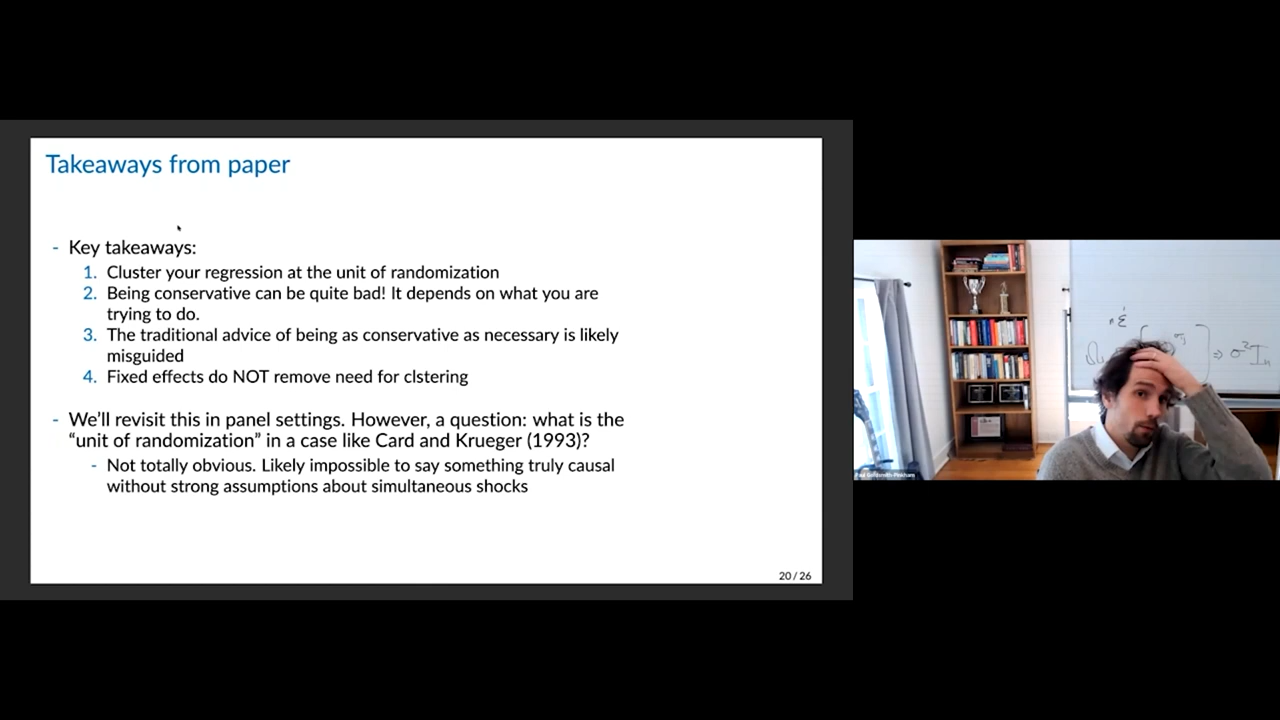 Takeaways from paper
- Key takeaways:
1. Cluster your regression at the unit of randomization
2. Being conservative can be quite bad! It depends on what you are
trying to do.
3. The traditional advice of being as conservative as necessary is likely
misguided
4. Fixed effects do NOT remove need for clstering
- We'll revisit this in panel settings. However, a question: what is the
"unit of randomization" in a case like Card and Krueger (1993)?
- Not totally obvious. Likely impossible to say something truly causal
without strong assumptions about simultaneous shocks
20 / 26
Paul Goldsmith-Pinkham
⇒ σ²Iₙ